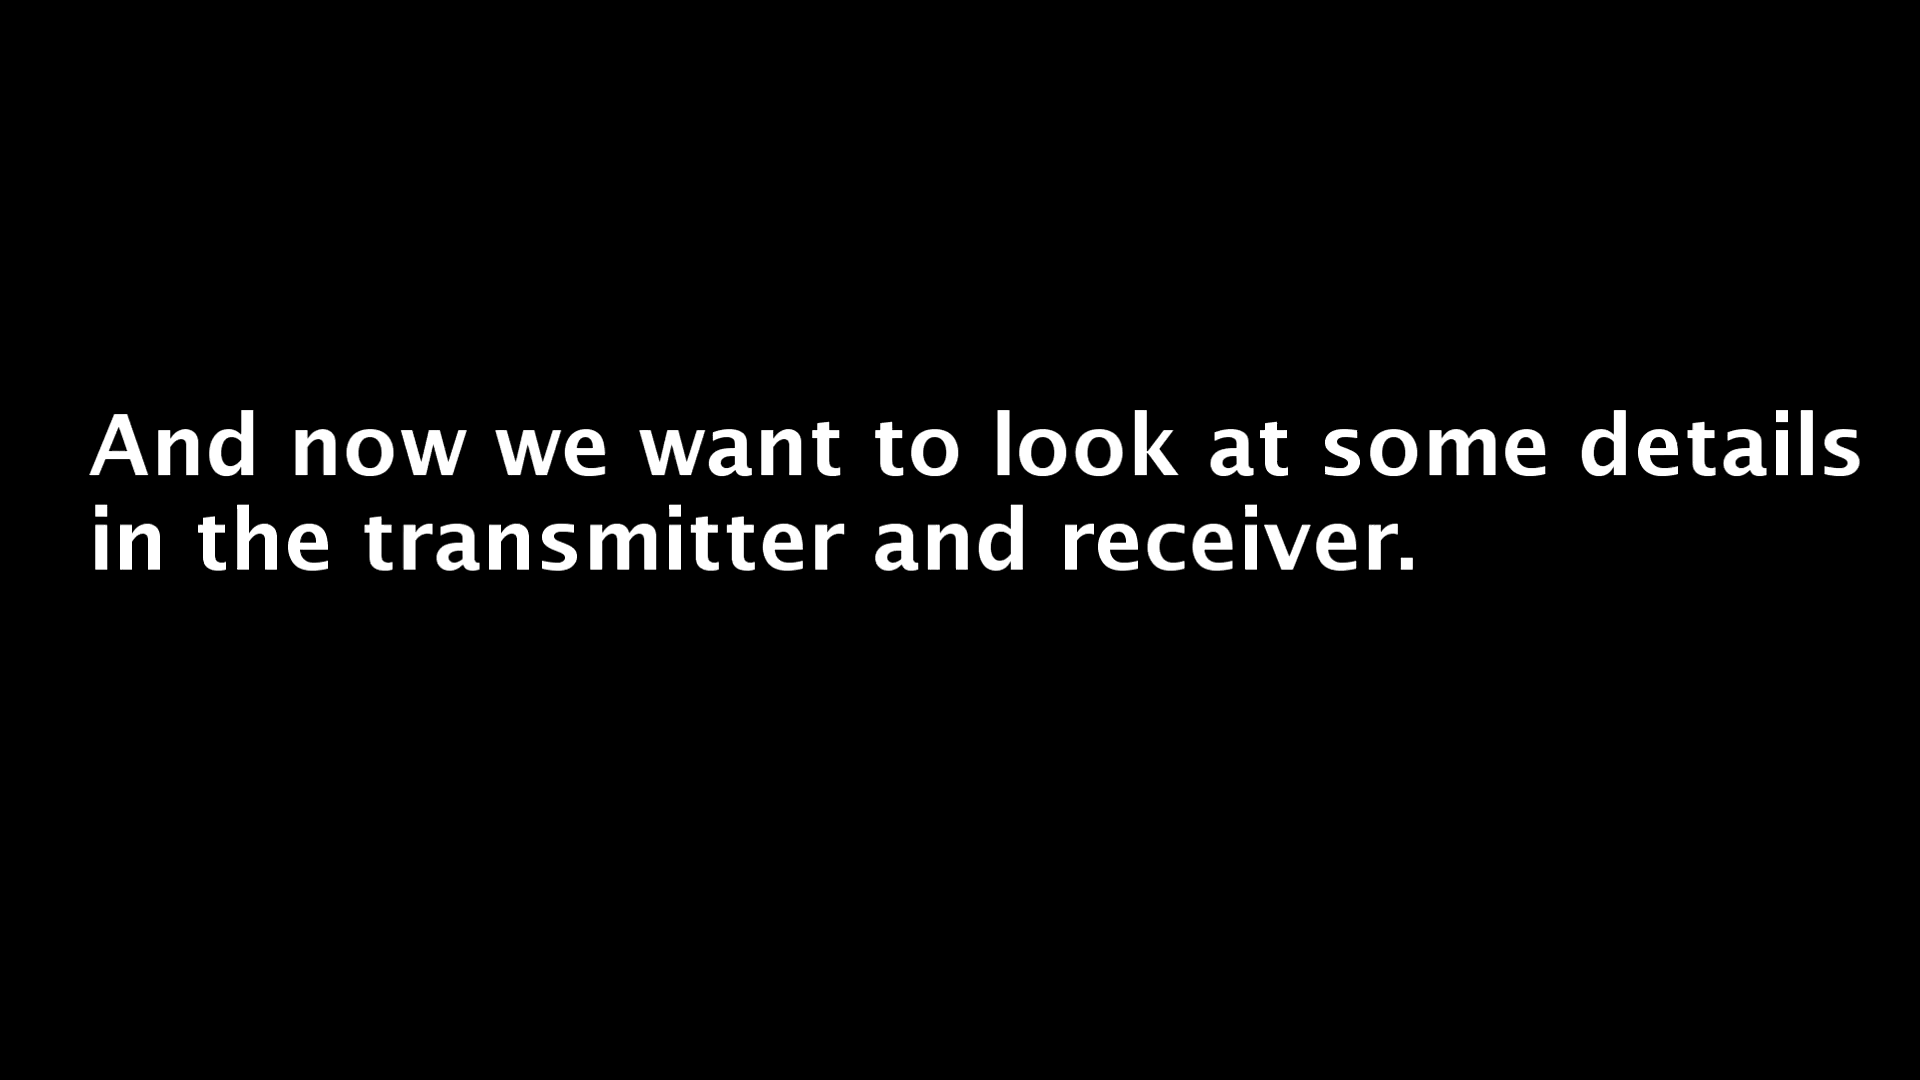 And now we want to look at some details
in the transmitter and receiver.